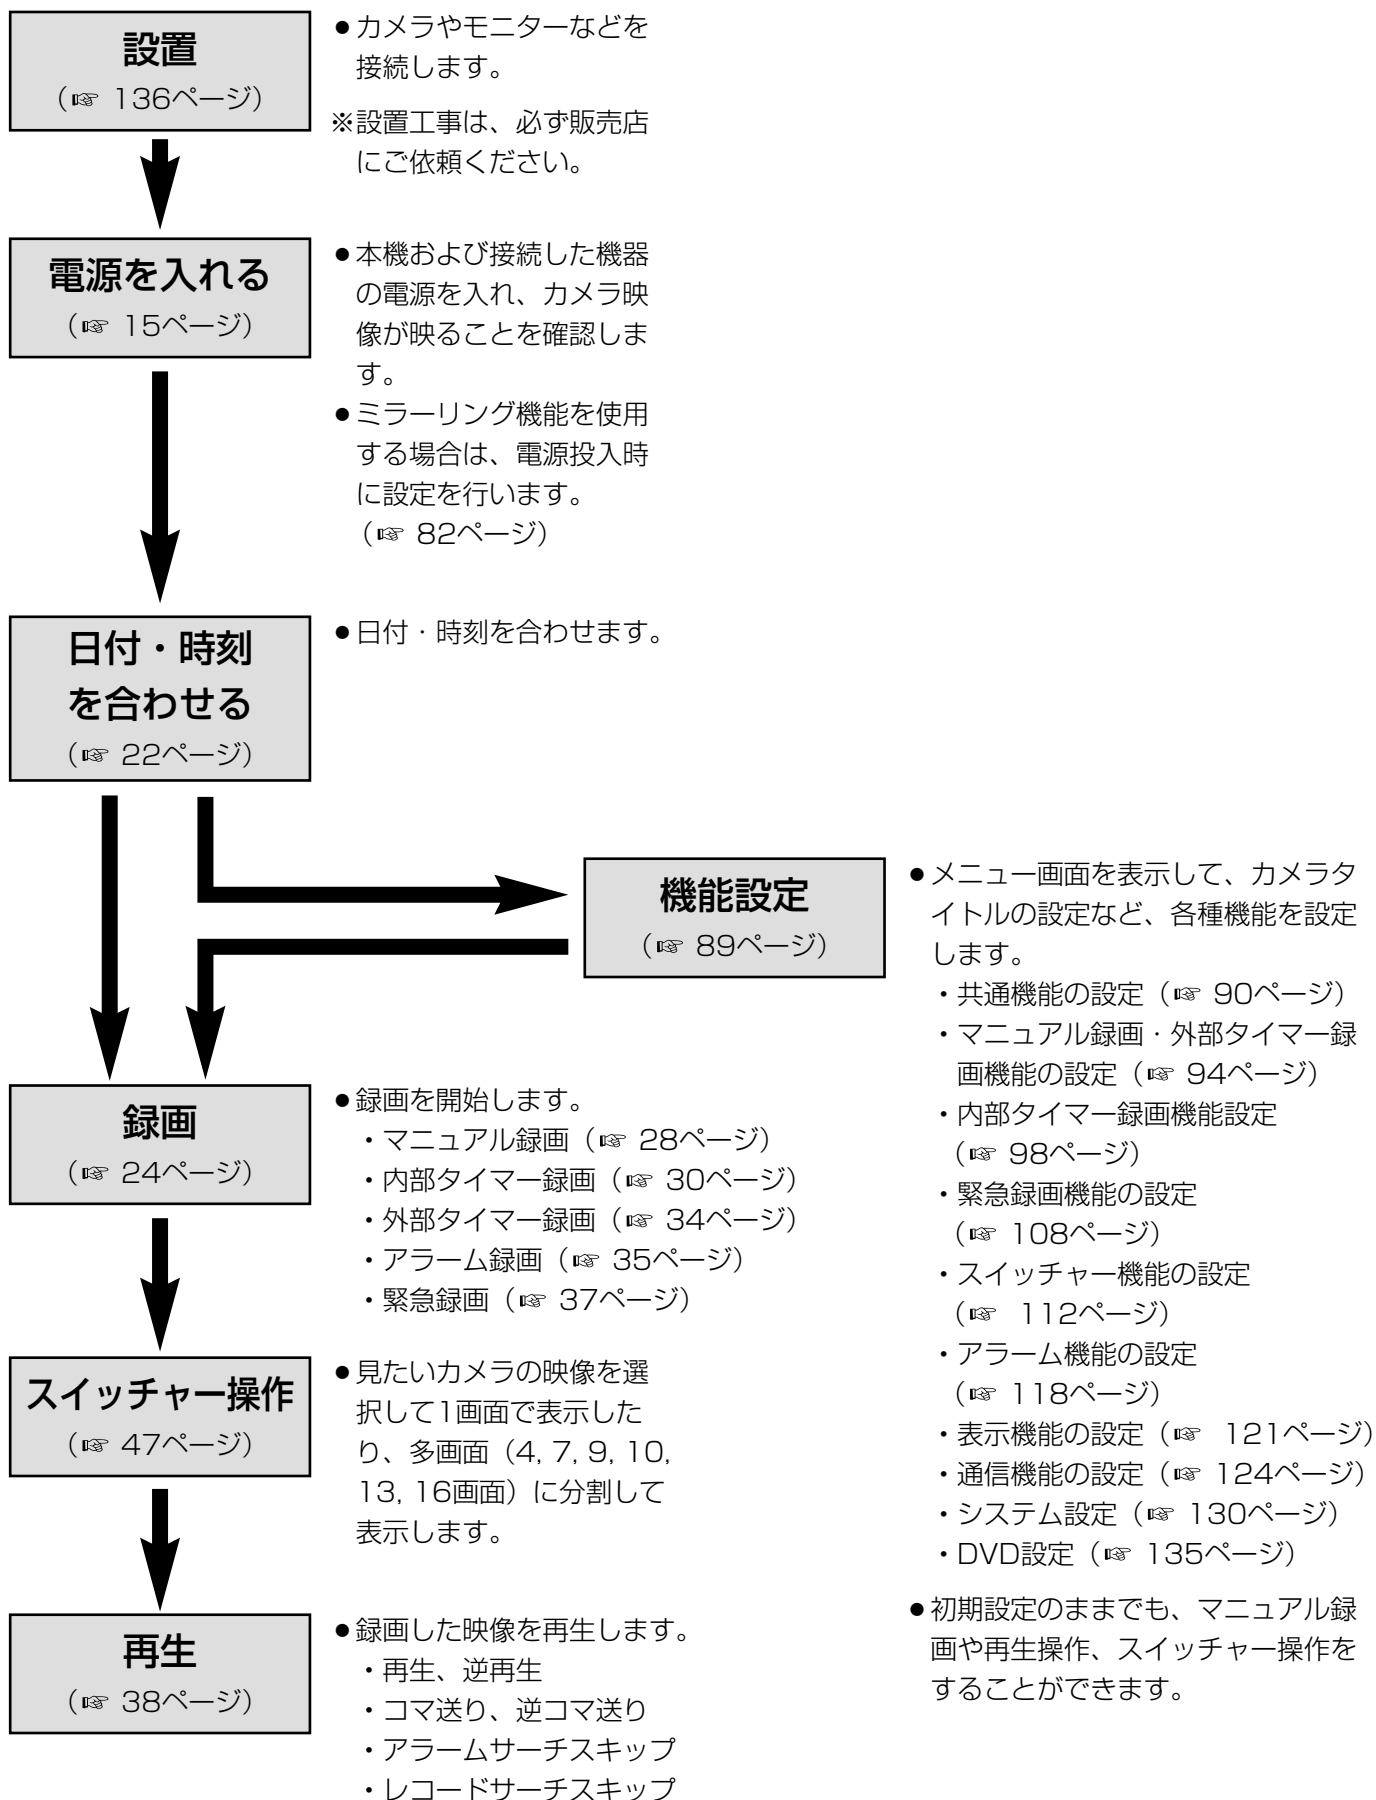 設置
（☞ 136ページ）
●カメラやモニターなどを
接続します。
※設置工事は、必ず販売店
にご依頼ください。
電源を入れる
（☞ 15ページ）
●本機および接続した機器
の電源を入れ、カメラ映
像が映ることを確認しま
す。
●ミラーリング機能を使用
する場合は、電源投入時
に設定を行います。
（☞ 82ページ）
日付・時刻
を合わせる
（☞ 22ページ）
●日付・時刻を合わせます。
機能設定
（☞ 89ページ）
●メニュー画面を表示して、カメラタ
イトルの設定など、各種機能を設定
します。
・共通機能の設定（☞ 90ページ）
・マニュアル録画・外部タイマー録
画機能の設定（☞ 94ページ）
・内部タイマー録画機能設定
（☞ 98ページ）
・緊急録画機能の設定
（☞ 108ページ）
・スイッチャー機能の設定
（☞ 112ページ）
・アラーム機能の設定
（☞ 118ページ）
・表示機能の設定（☞ 121ページ）
・通信機能の設定（☞ 124ページ）
・システム設定（☞ 130ページ）
・DVD設定（☞ 135ページ）
●初期設定のままでも、マニュアル録
画や再生操作、スイッチャー操作を
することができます。
録画
（☞ 24ページ）
●録画を開始します。
・マニュアル録画（☞ 28ページ）
・内部タイマー録画（☞ 30ページ）
・外部タイマー録画（☞ 34ページ）
・アラーム録画（☞ 35ページ）
・緊急録画（☞ 37ページ）
スイッチャー操作
（☞ 47ページ）
●見たいカメラの映像を選
択して1画面で表示した
り、多画面（4, 7, 9, 10,
13, 16画面）に分割して
表示します。
再生
（☞ 38ページ）
●録画した映像を再生します。
・再生、逆再生
・コマ送り、逆コマ送り
・アラームサーチスキップ
・レコードサーチスキップ